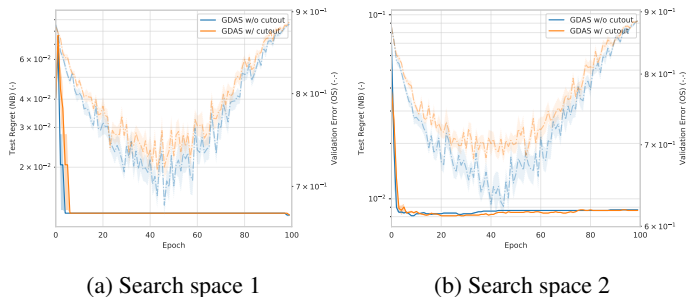 GDAS w/o cutout
GDAS w/ cutout
6 × 10⁻²
4 × 10⁻²
3 × 10⁻²
2 × 10⁻²
Test Regret (NB) (-)
9 × 10⁻¹
8 × 10⁻¹
7 × 10⁻¹
Validation Error (OS) (-.-)
0 20 40 60 80 100
Epoch
(a) Search space 1
GDAS w/o cutout
GDAS w/ cutout
10⁻¹
10⁻²
Test Regret (NB) (-)
9 × 10⁻¹
8 × 10⁻¹
7 × 10⁻¹
6 × 10⁻¹
Validation Error (OS) (-.-)
0 20 40 60 80 100
Epoch
(b) Search space 2